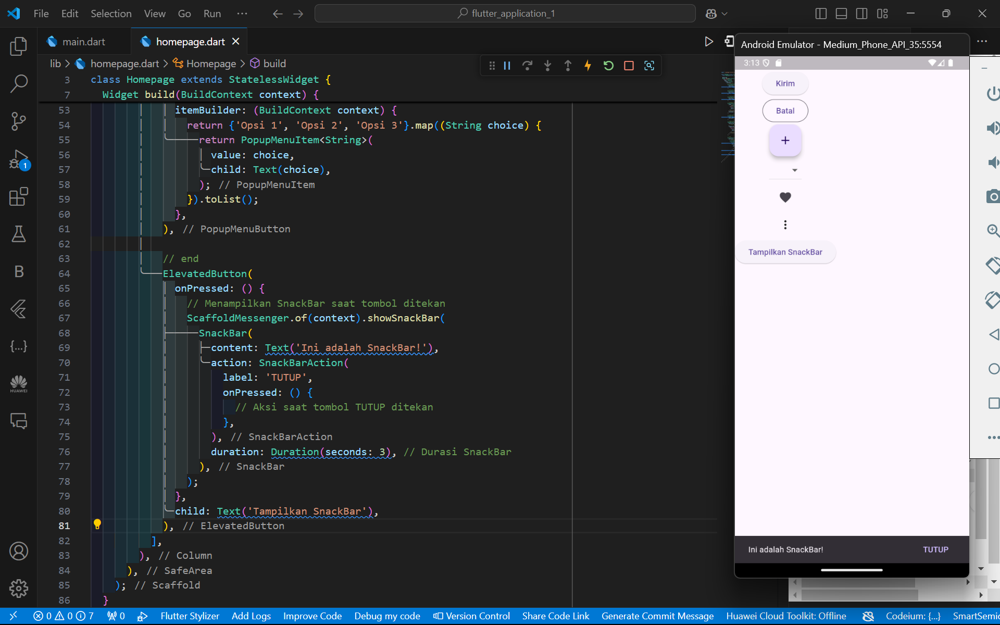 File Edit Selection View Go Run ···
flutter_application_1
main.dart
homepage.dart
lib > homepage.dart > Homepage > build
3 class Homepage extends StatelessWidget {
7 Widget build(BuildContext context) {
53 itemBuilder: (BuildContext context) {
54 return {'Opsi 1', 'Opsi 2', 'Opsi 3'}.map((String choice) {
55 return PopupMenuItem<String>(
56 value: choice,
57 child: Text(choice),
58 ); // PopupMenuItem
59 }).toList();
60 },
61 ), // PopupMenuButton
62
63 // end
64 ElevatedButton(
65 onPressed: () {
66 // Menampilkan SnackBar saat tombol ditekan
67 ScaffoldMessenger.of(context).showSnackBar(
68 SnackBar(
69 content: Text('Ini adalah SnackBar!'),
70 action: SnackBarAction(
71 label: 'TUTUP',
72 onPressed: () {
73 // Aksi saat tombol TUTUP ditekan
74 },
75 ), // SnackBarAction
76 duration: Duration(seconds: 3), // Durasi SnackBar
77 ), // SnackBar
78 );
79 },
80 child: Text('Tampilkan SnackBar'),
81 ), // ElevatedButton
82 ],
83 ), // Column
84 ), // SafeArea
85 ); // Scaffold
86 }
1
B
{...}
HUAWEI
Android Emulator - Medium_Phone_API_35:5554
3:13
Kirim
Batal
+
Tampilkan SnackBar
Ini adalah SnackBar! TUTUP
0 0 7 0 Flutter Stylizer Add Logs Improve Code Debug my code Version Control Share Code Link Generate Commit Message Huawei Cloud Toolkit: Offline Codeium: {...} SmartSemic